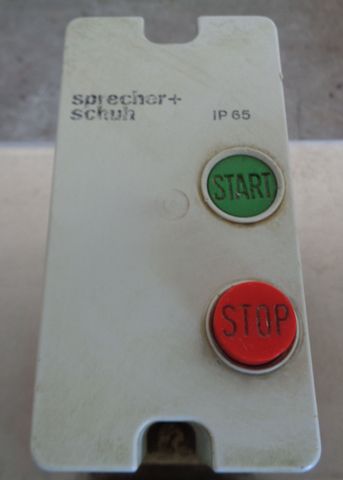 sprecher+
schuh
IP 65
START
STOP